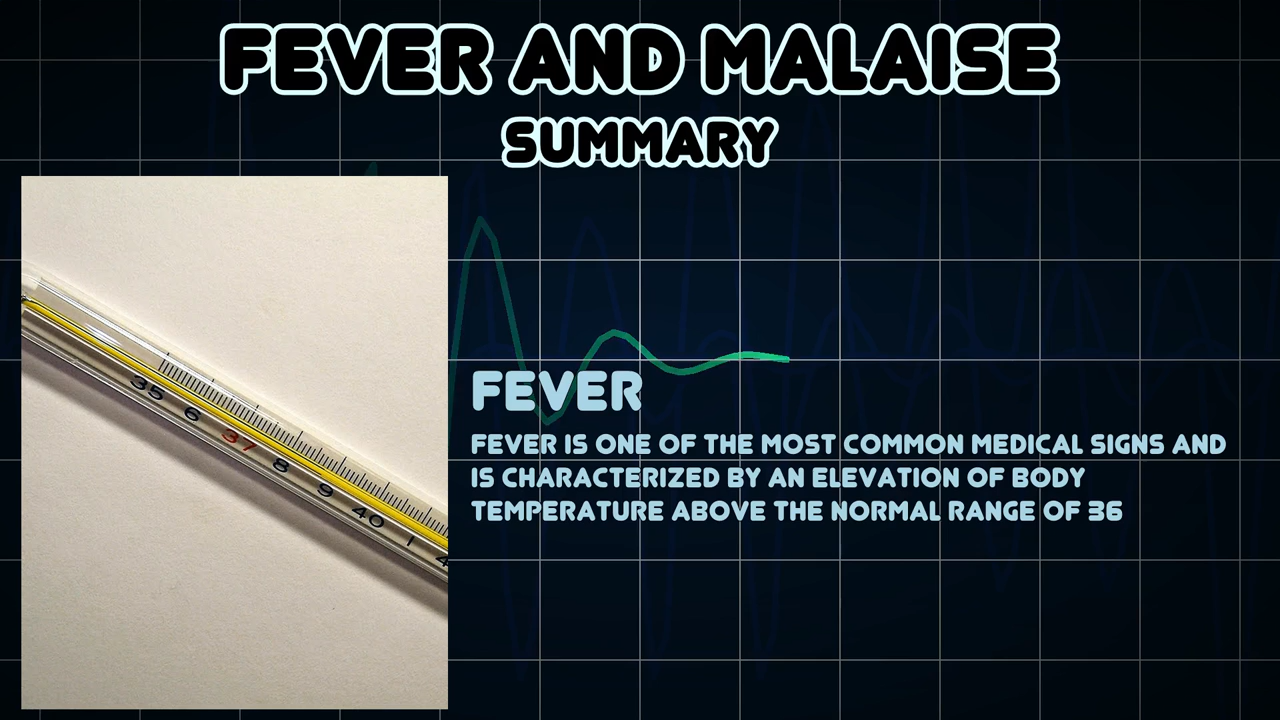 FEVER AND MALAISE
SUMMARY
35
6
37
8
9
40
1
FEVER
FEVER IS ONE OF THE MOST COMMON MEDICAL SIGNS AND
IS CHARACTERIZED BY AN ELEVATION OF BODY
TEMPERATURE ABOVE THE NORMAL RANGE OF 36